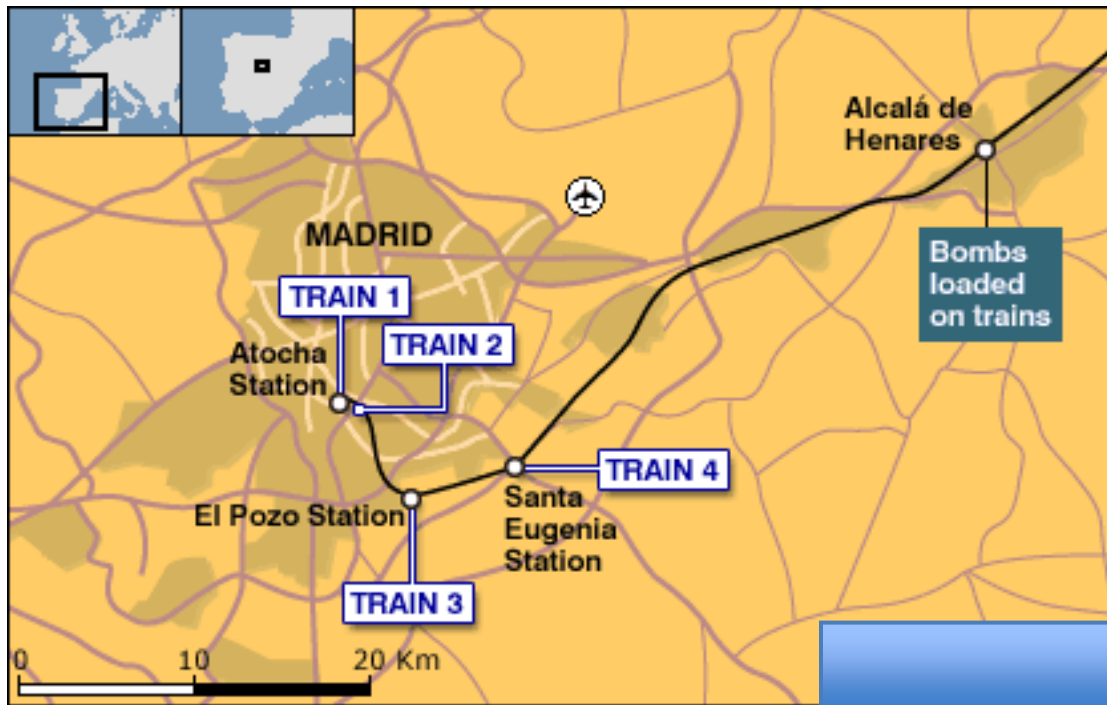 Alcalá de
Henares
MADRID
Bombs
loaded
on trains
TRAIN 1
TRAIN 2
Atocha
Station
TRAIN 4
Santa
Eugenia
Station
El Pozo Station
TRAIN 3
0 10 20 Km